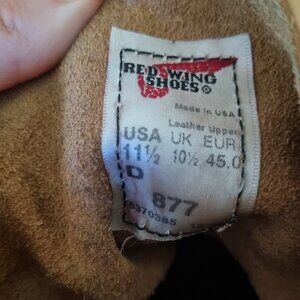 RED WING
SHOES®
Made in USA
Leather Upper
USA UK EUR
11½ 10½ 45.0
D
877